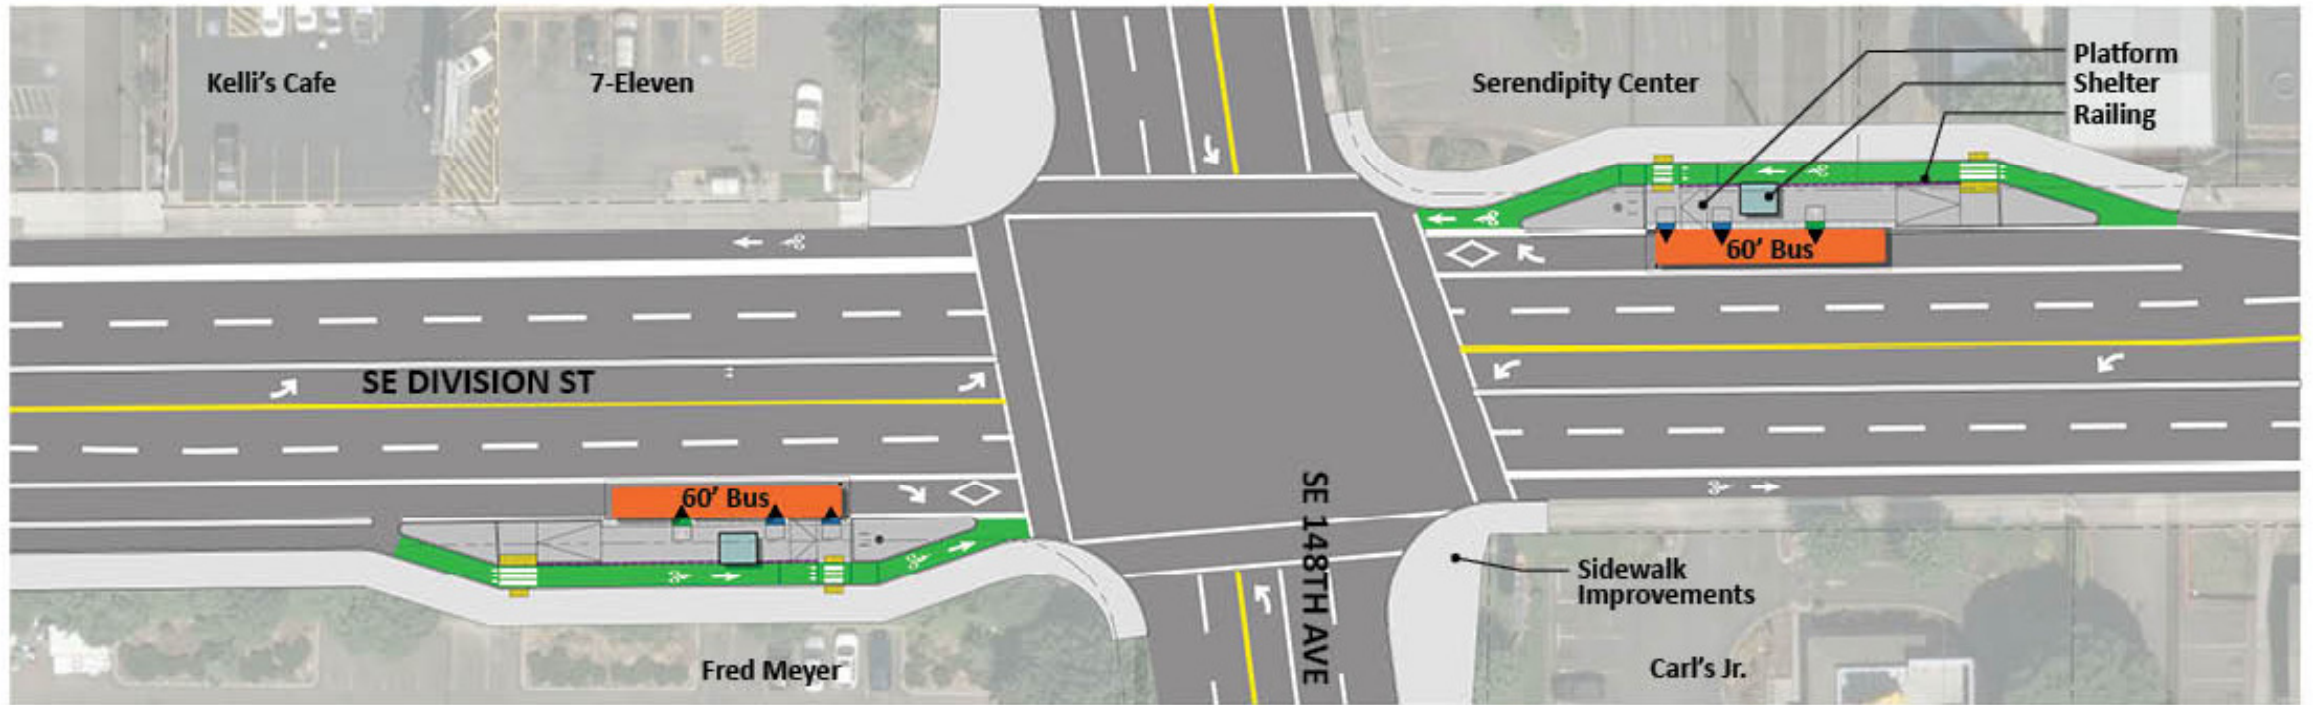 Kelli's Cafe
7-Eleven
Serendipity Center
Platform
Shelter
Railing
60' Bus
SE DIVISION ST
60' Bus
SE 148TH AVE
Sidewalk
Improvements
Fred Meyer
Carl's Jr.